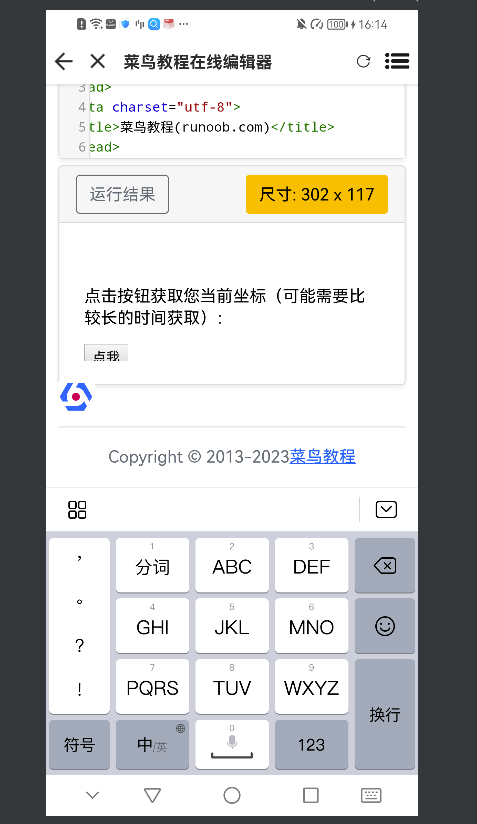 100 16:14
菜鸟教程在线编辑器
3 ad>
4 ta charset="utf-8">
5 tle>菜鸟教程(runoob.com)</title>
6 ead>
运行结果 尺寸: 302 x 117
点击按钮获取您当前坐标（可能需要比
较长的时间获取）:
点我
Copyright © 2013-2023菜鸟教程
, 1 分词 2 ABC 3 DEF
。 4 GHI 5 JKL 6 MNO
? 7 PQRS 8 TUV 9 WXYZ
! 换行
符号 中/英 0 123